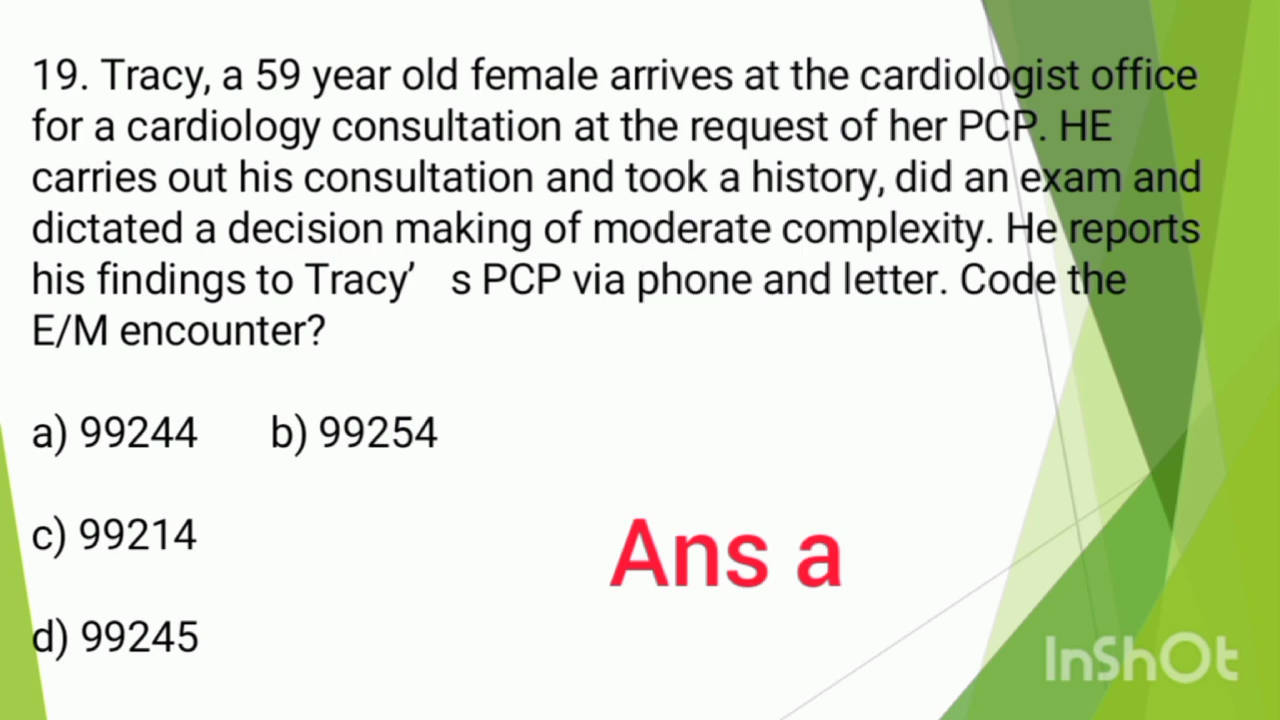 19. Tracy, a 59 year old female arrives at the cardiologist office
for a cardiology consultation at the request of her PCP. HE
carries out his consultation and took a history, did an exam and
dictated a decision making of moderate complexity. He reports
his findings to Tracy’ s PCP via phone and letter. Code the
E/M encounter?
a) 99244 b) 99254
c) 99214
Ans a
d) 99245
InShOt